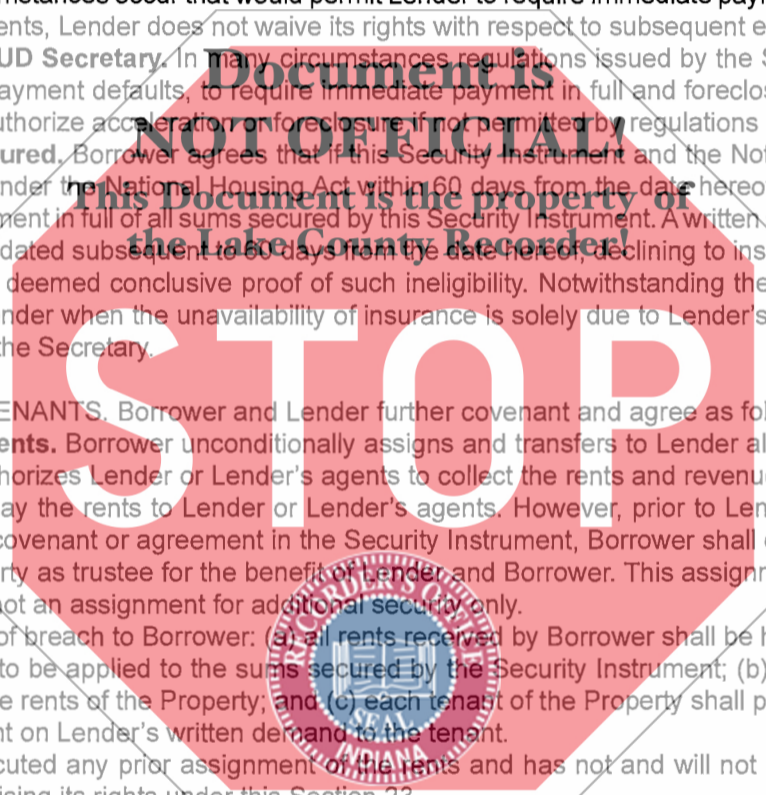 ents, Lender does not waive its rights with respect to subsequent e
UD Secretary. In many circumstances regulations issued by the S
ayment defaults, to require immediate payment in full and foreclos
uthorize acceleration or foreclosure if not permitted by regulations
ured. Borrower agrees that if this Security Instrument and the Not
nder the National Housing Act within 60 days from the date hereo
ment in full of all sums secured by this Security Instrument. A written
dated subsequent to 60 days from the date hereof, declining to ins
deemed conclusive proof of such ineligibility. Notwithstanding the
nder when the unavailability of insurance is solely due to Lender's
he Secretary.
ENANTS. Borrower and Lender further covenant and agree as fol
ents. Borrower unconditionally assigns and transfers to Lender al
horizes Lender or Lender's agents to collect the rents and revenu
ay the rents to Lender or Lender's agents. However, prior to Len
covenant or agreement in the Security Instrument, Borrower shall
rty as trustee for the benefit of Lender and Borrower. This assignm
ot an assignment for additional security only.
of breach to Borrower: (a) all rents received by Borrower shall be h
to be applied to the sums secured by the Security Instrument; (b)
e rents of the Property; and (c) each tenant of the Property shall p
nt on Lender's written demand to the tenant.
cuted any prior assignment of the rents and has not and will not
ising its rights under this Section 23.
Document is
NOT OFFICIAL!
This Document is the property of
the Lake County Recorder!
STOP
RECORDER'S OFFICE
SEAL
INDIANA